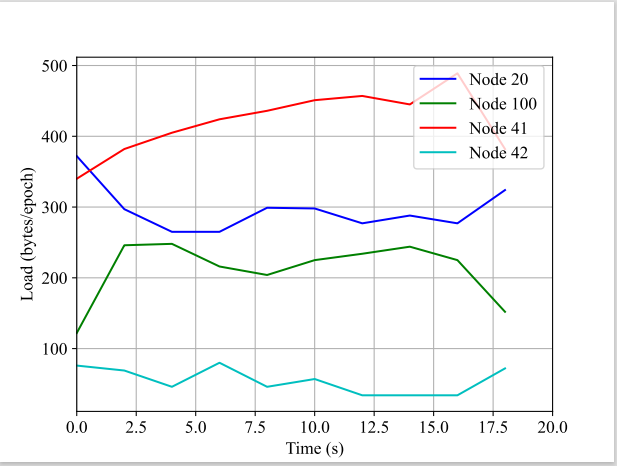 500
400
300
200
100
Load (bytes/epoch)
Node 20
Node 100
Node 41
Node 42
0.0 2.5 5.0 7.5 10.0 12.5 15.0 17.5 20.0
Time (s)